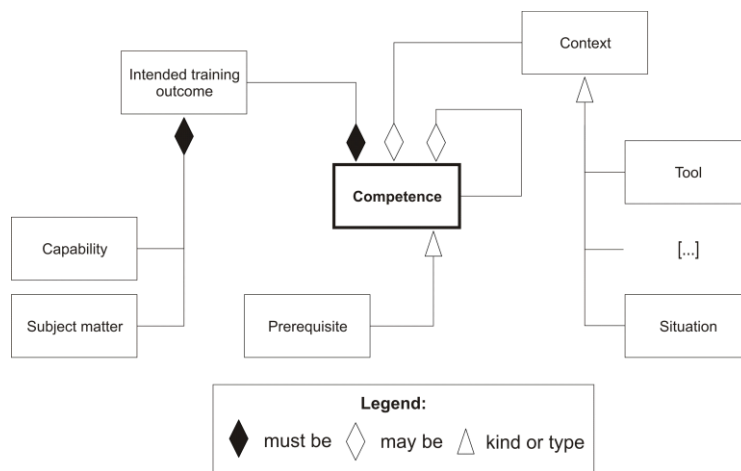 Context
Intended training
outcome
Tool
Competence
Capability
[...]
Subject matter
Prerequisite
Situation
Legend:
must be
may be
kind or type